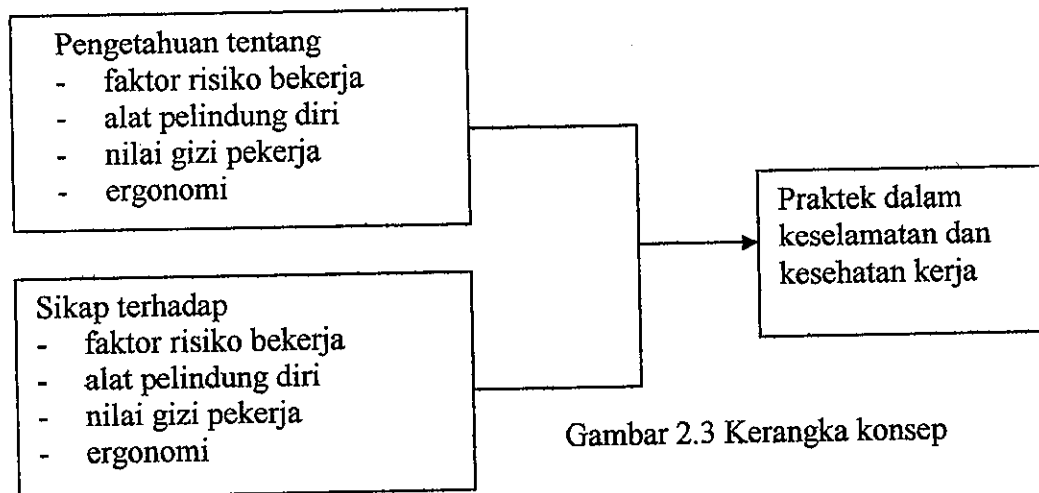 Pengetahuan tentang
- faktor risiko bekerja
- alat pelindung diri
- nilai gizi pekerja
- ergonomi
Praktek dalam
keselamatan dan
kesehatan kerja
Sikap terhadap
- faktor risiko bekerja
- alat pelindung diri
- nilai gizi pekerja
- ergonomi
Gambar 2.3 Kerangka konsep